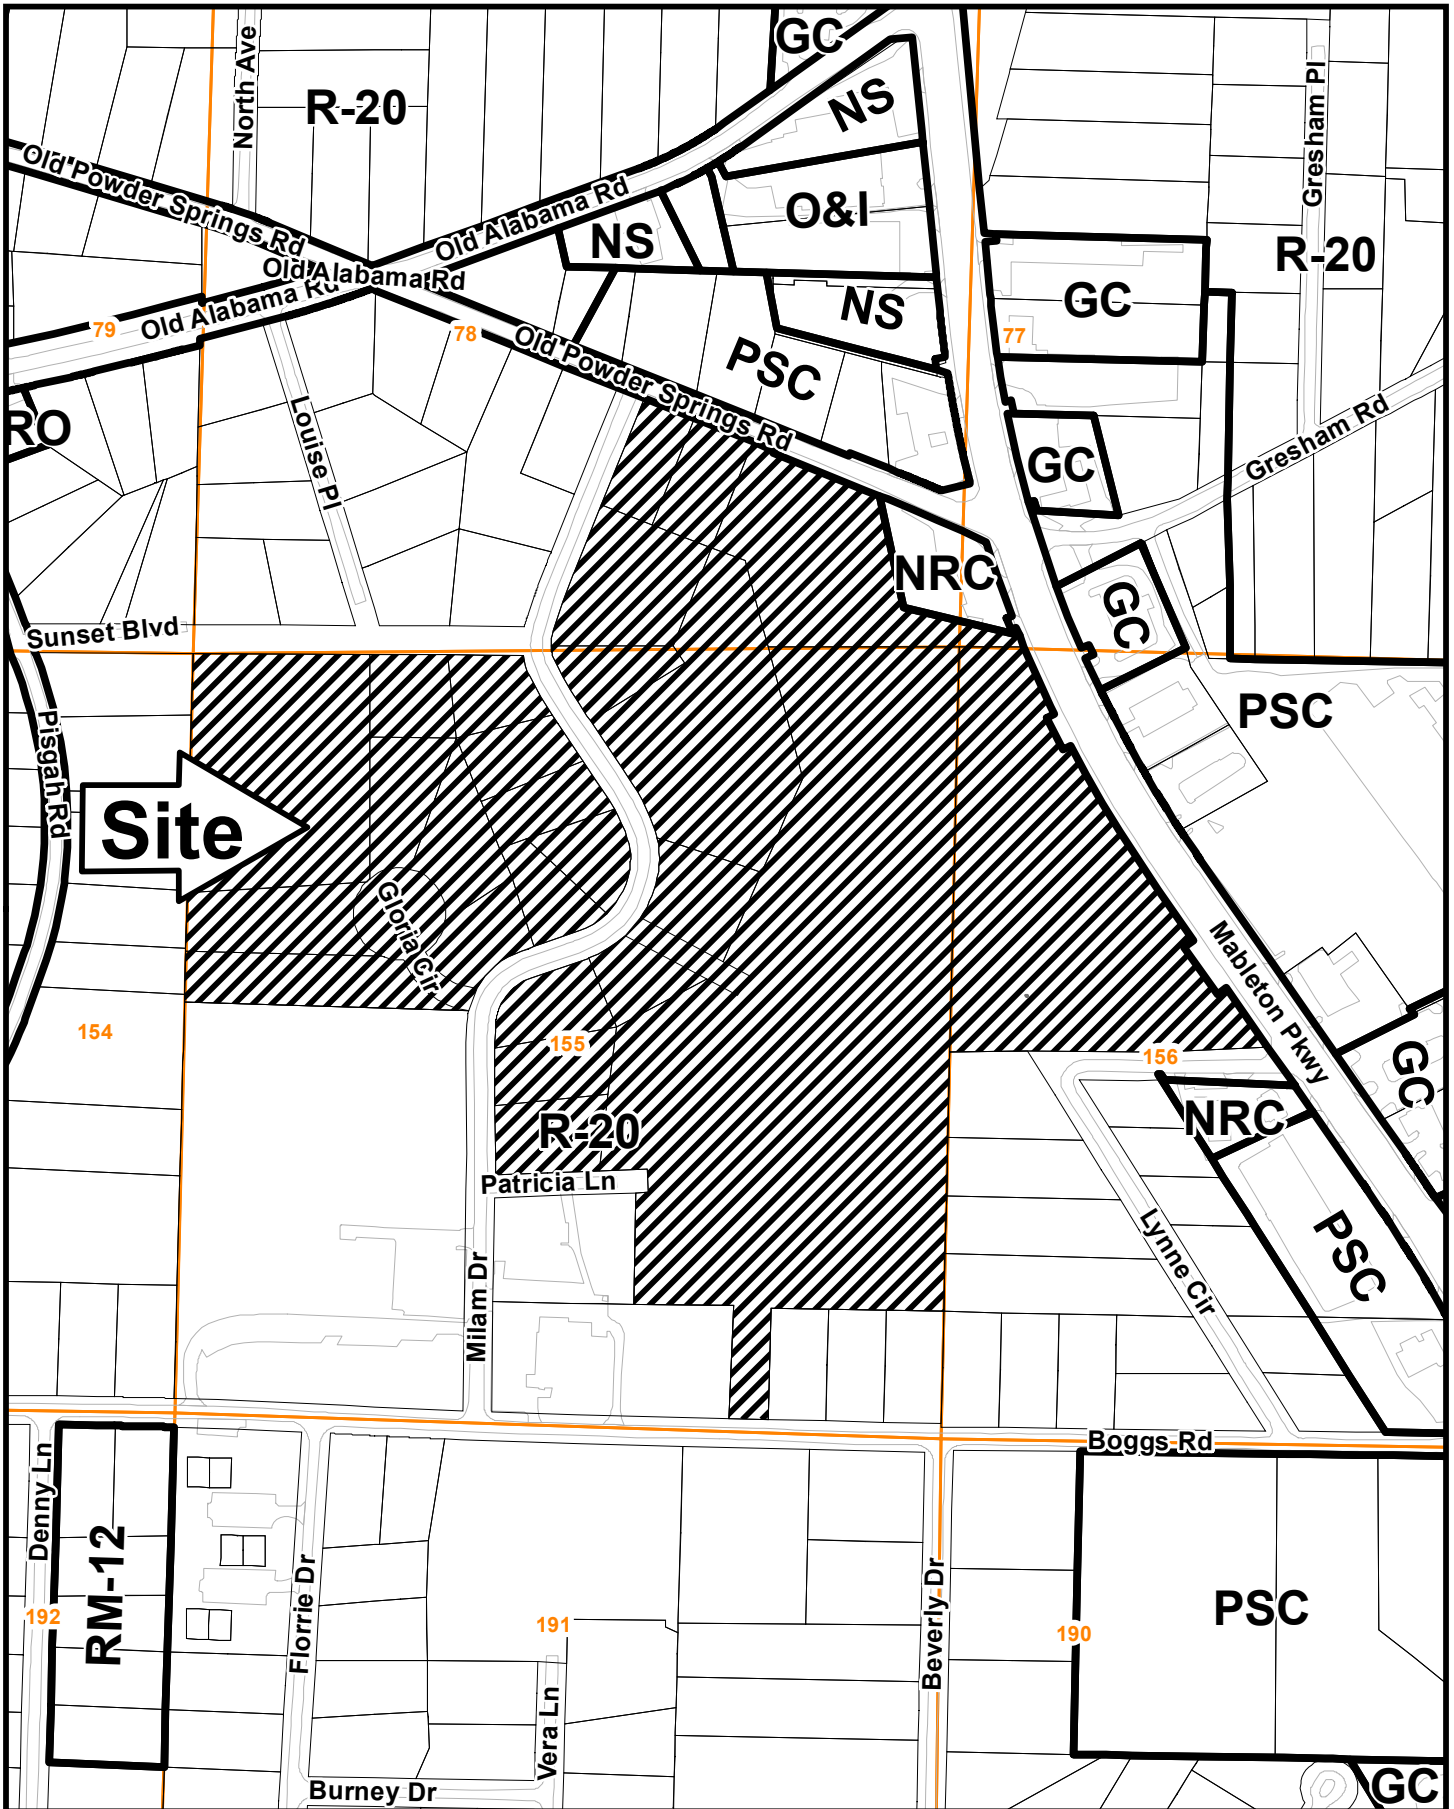 GC
North Ave
R-20
NS
Gresham Pl
Old Powder Springs Rd
Old Alabama Rd
O&I
NS
R-20
Old Alabama Rd
GC
Old Alabama Rd
NS
79
78
77
Old Powder Springs Rd
PSC
RO
Louise Pl
Gresham Rd
GC
NRC
GC
Sunset Blvd
PSC
Pisgah Rd
Site
Gloria Cir
Mableton Pkwy
154
155
156
GC
NRC
R-20
Patricia Ln
Lynne Cir
PSC
Milam Dr
Boggs Rd
Denny Ln
RM-12
Florrie Dr
Beverly Dr
PSC
192
191
190
Vera Ln
Burney Dr
GC